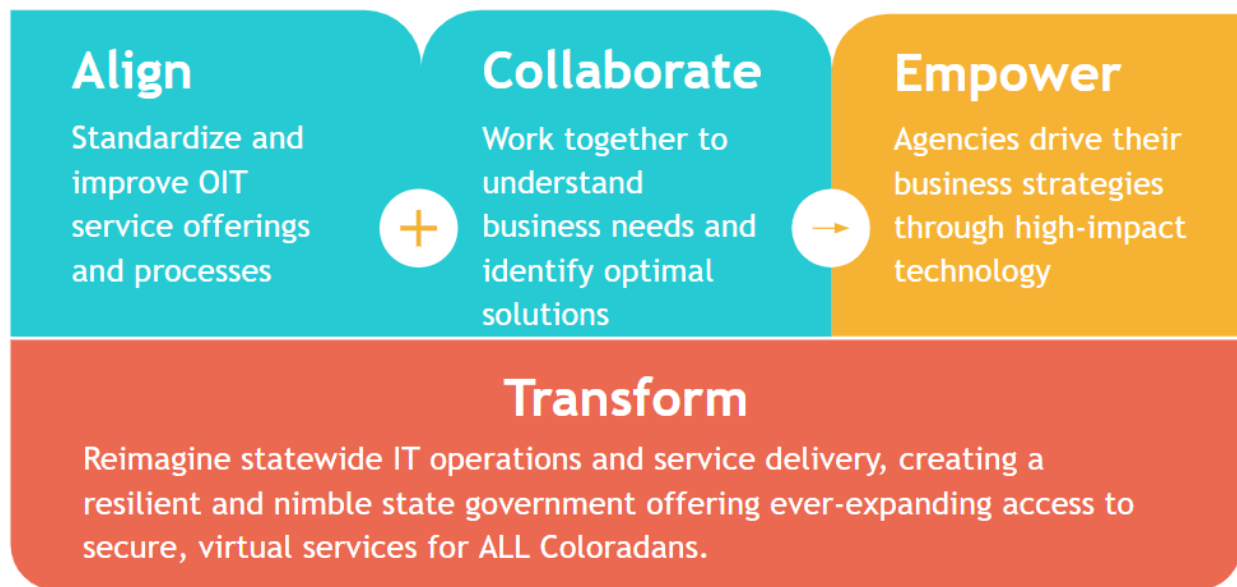 Align
Standardize and
improve OIT
service offerings
and processes
+
Collaborate
Work together to
understand
business needs and
identify optimal
solutions
→
Empower
Agencies drive their
business strategies
through high-impact
technology
Transform
Reimagine statewide IT operations and service delivery, creating a
resilient and nimble state government offering ever-expanding access to
secure, virtual services for ALL Coloradans.